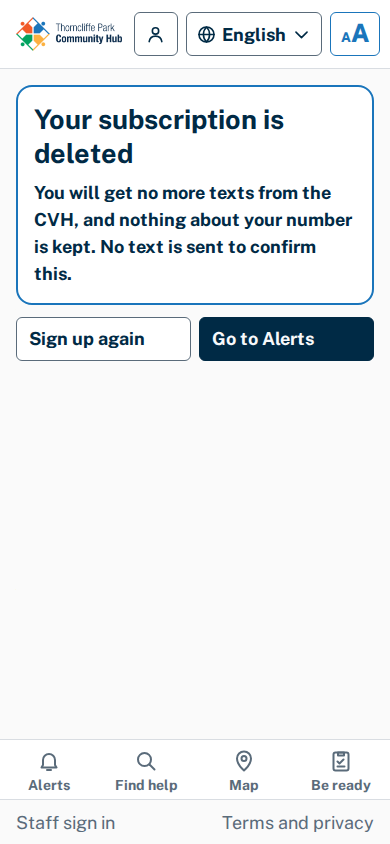 Thorncliffe Park
Community Hub
English
AA
Your subscription is
deleted
You will get no more texts from the
CVH, and nothing about your number
is kept. No text is sent to confirm
this.
Sign up again
Go to Alerts
Alerts
Find help
Map
Be ready
Staff sign in
Terms and privacy